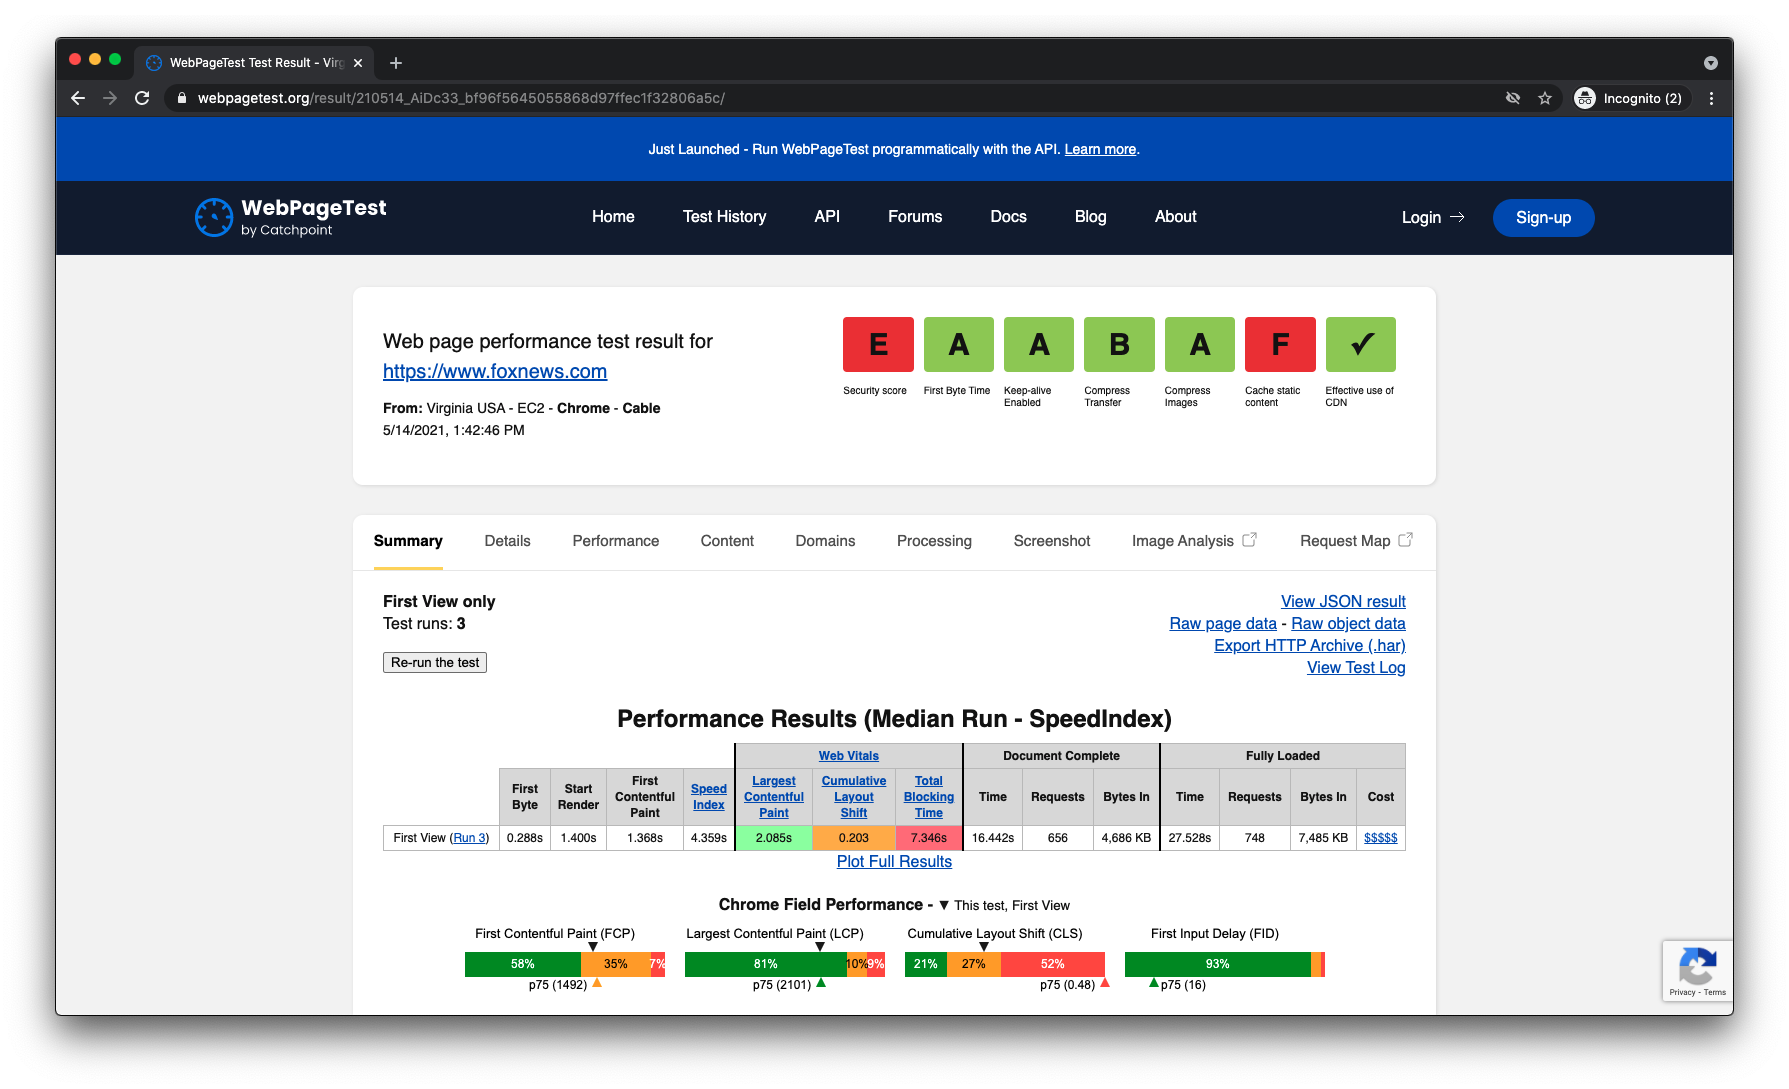 WebPageTest Test Result - Virg
webpagetest.org/result/210514_AiDc33_bf96f5645055868d97ffec1f32806a5c/
Incognito (2)
Just Launched - Run WebPageTest programmatically with the API. Learn more.
WebPageTest
by Catchpoint
Home Test History API Forums Docs Blog About
Login → Sign-up
Web page performance test result for
https://www.foxnews.com
From: Virginia USA - EC2 - Chrome - Cable
5/14/2021, 1:42:46 PM
E A A B A F ✓
Security score First Byte Time Keep-alive Enabled Compress Transfer Compress Images Cache static content Effective use of CDN
Summary Details Performance Content Domains Processing Screenshot Image Analysis Request Map
First View only
Test runs: 3
Re-run the test
View JSON result
Raw page data - Raw object data
Export HTTP Archive (.har)
View Test Log
Performance Results (Median Run - SpeedIndex)
Web Vitals Document Complete Fully Loaded
First Byte Start Render First Contentful Paint Speed Index Largest Contentful Paint Cumulative Layout Shift Total Blocking Time Time Requests Bytes In Time Requests Bytes In Cost
First View (Run 3) 0.288s 1.400s 1.368s 4.359s 2.085s 0.203 7.346s 16.442s 656 4,686 KB 27.528s 748 7,485 KB $$$$$
Plot Full Results
Chrome Field Performance - ▼ This test, First View
First Contentful Paint (FCP) Largest Contentful Paint (LCP) Cumulative Layout Shift (CLS) First Input Delay (FID)
58% 35% 7% 81% 10% 9% 21% 27% 52% 93%
p75 (1492) p75 (2101) p75 (0.48) p75 (16)
Privacy - Terms